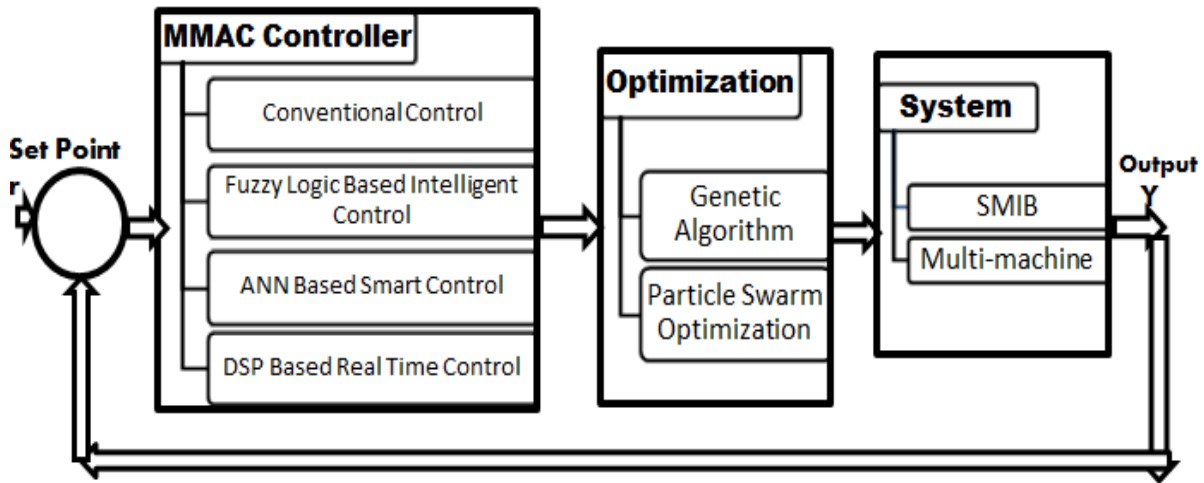 MMAC Controller
Conventional Control
Fuzzy Logic Based Intelligent
Control
ANN Based Smart Control
DSP Based Real Time Control
Set Point
r
Optimization
Genetic
Algorithm
Particle Swarm
Optimization
System
SMIB
Multi-machine
Output
Y